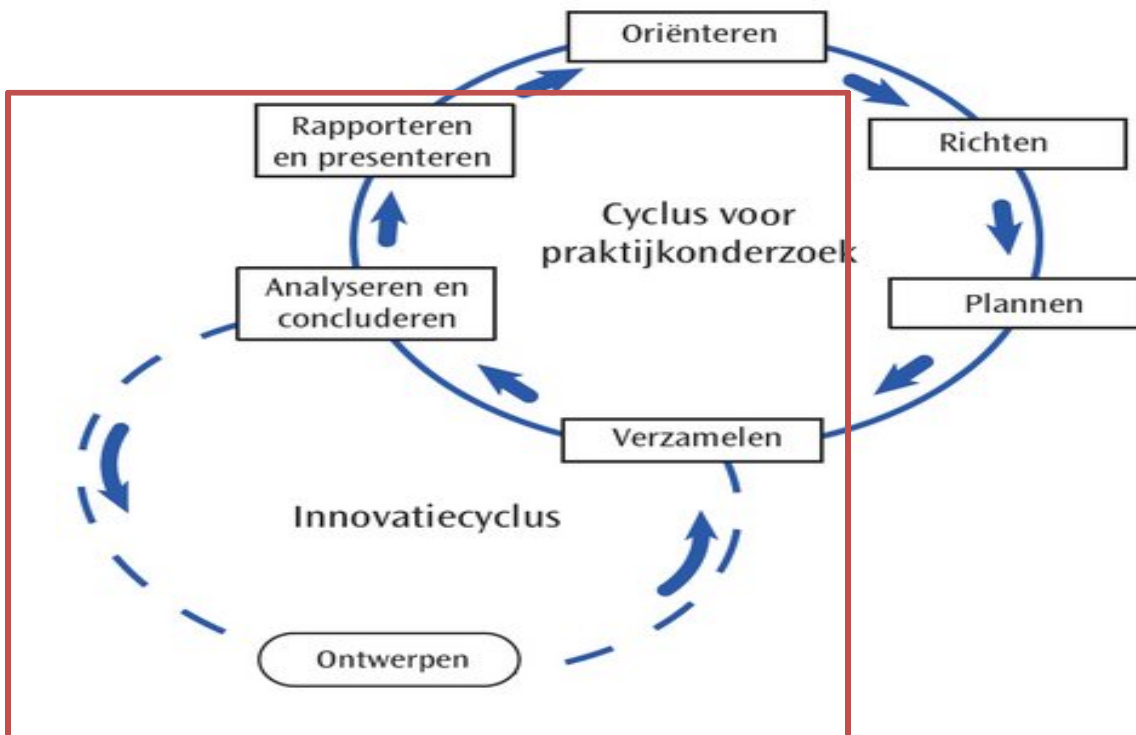 Oriënteren
Rapporteren
en presenteren
Richten
Cyclus voor
praktijkonderzoek
Analyseren en
concluderen
Plannen
Verzamelen
Innovatiecyclus
Ontwerpen